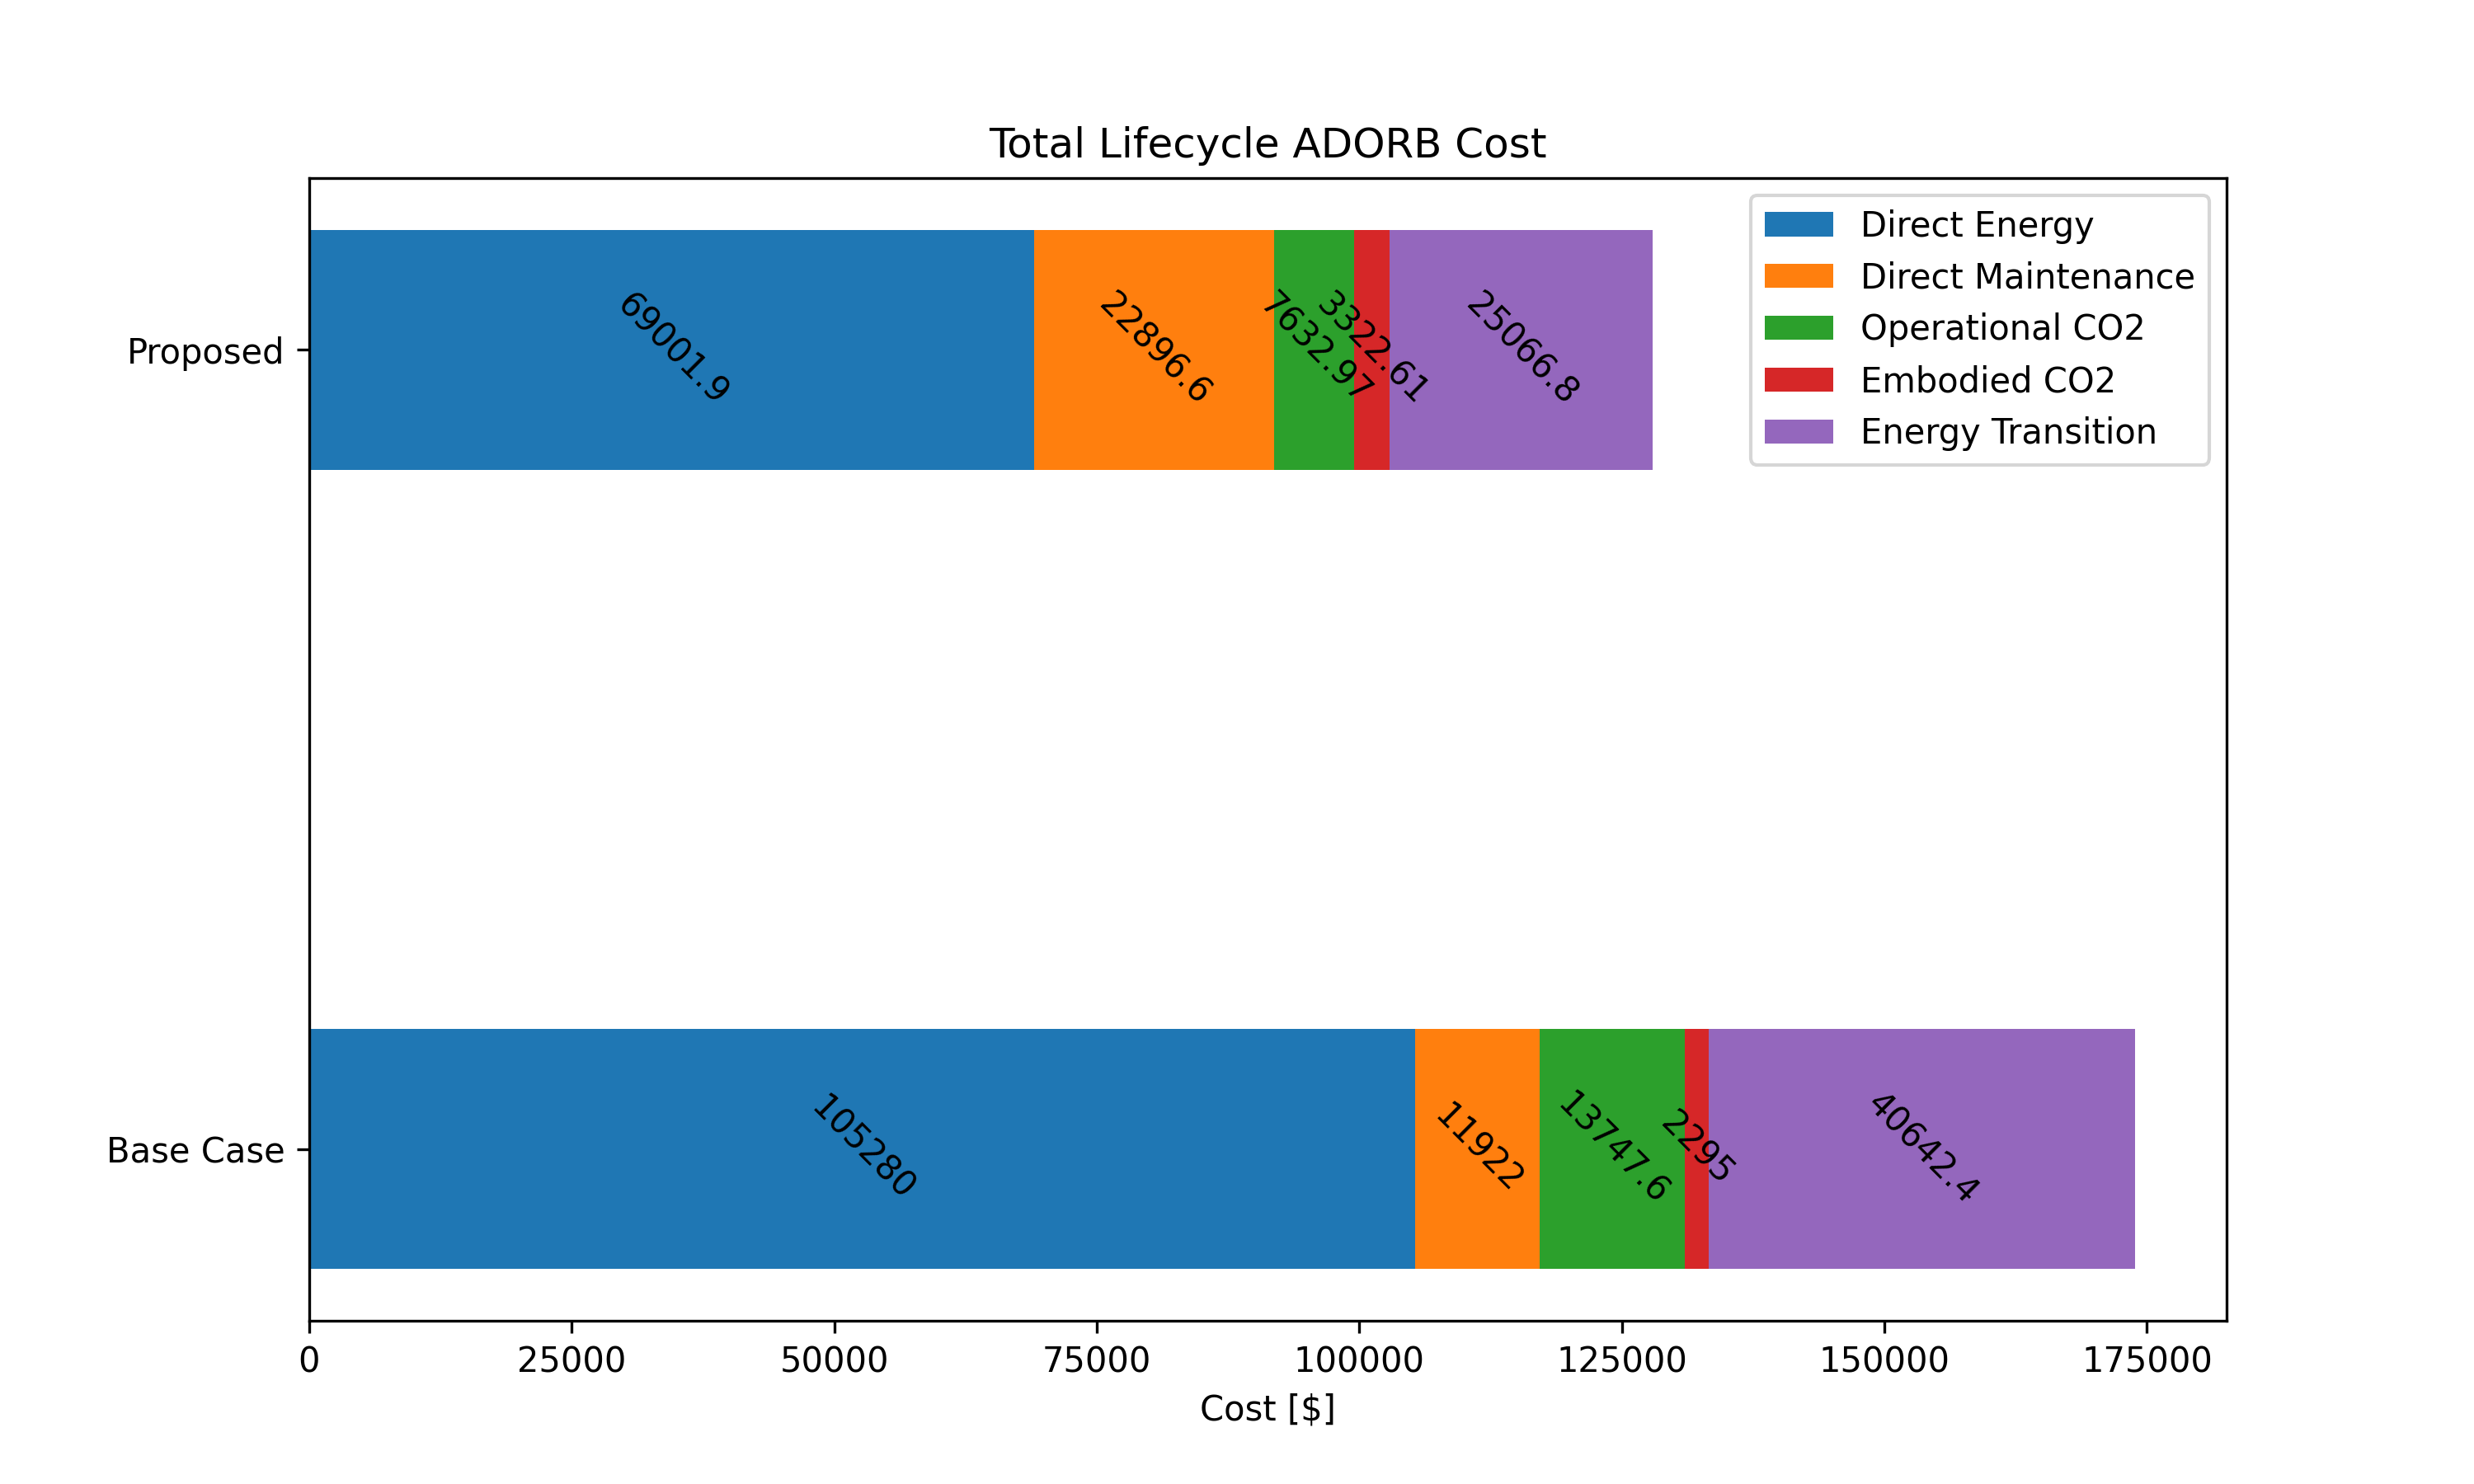 Total Lifecycle ADORB Cost
Direct Energy
Direct Maintenance
Operational CO2
Embodied CO2
Energy Transition
Proposed
69001.9
22896.6
7632.97
3322.61
25066.8
Base Case
105280
11922
13747.6
2295
40642.4
0
25000
50000
75000
100000
125000
150000
175000
Cost [$]